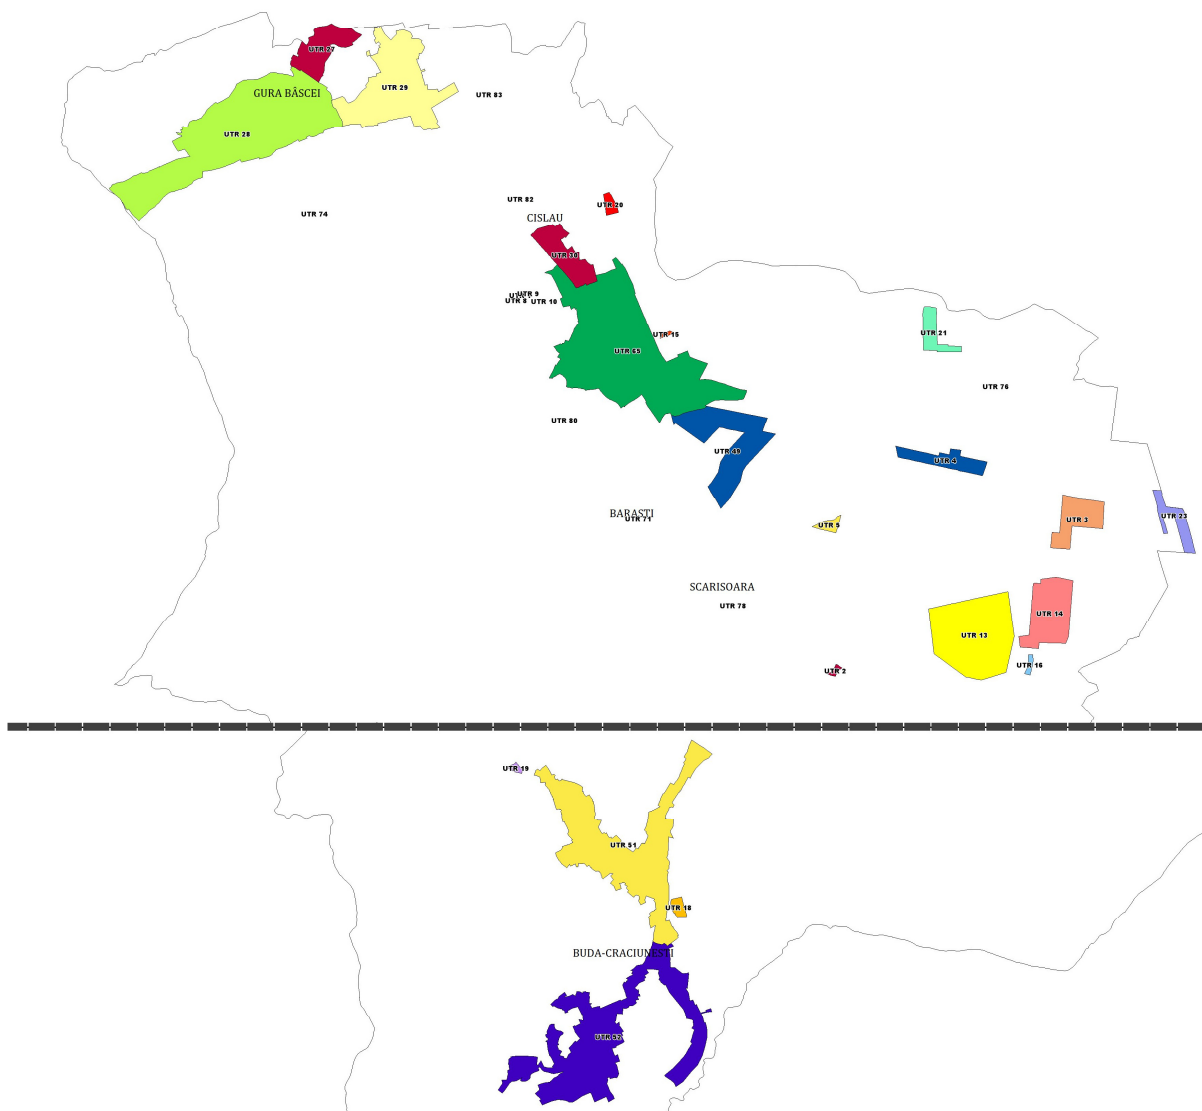 UTR 27
UTR 29
GURA BÂSCEI
UTR 83
UTR 28
UTR 82
UTR 20
UTR 74
CISLAU
UTR 30
UTR 9
UTR 8
UTR 10
UTR 15
UTR 21
UTR 65
UTR 76
UTR 80
UTR 49
UTR 4
BARASTI
UTR 71
UTR 5
UTR 3
UTR 23
SCARISOARA
UTR 78
UTR 14
UTR 13
UTR 16
UTR 2
UTR 19
UTR 51
UTR 18
BUDA-CRACIUNESTI